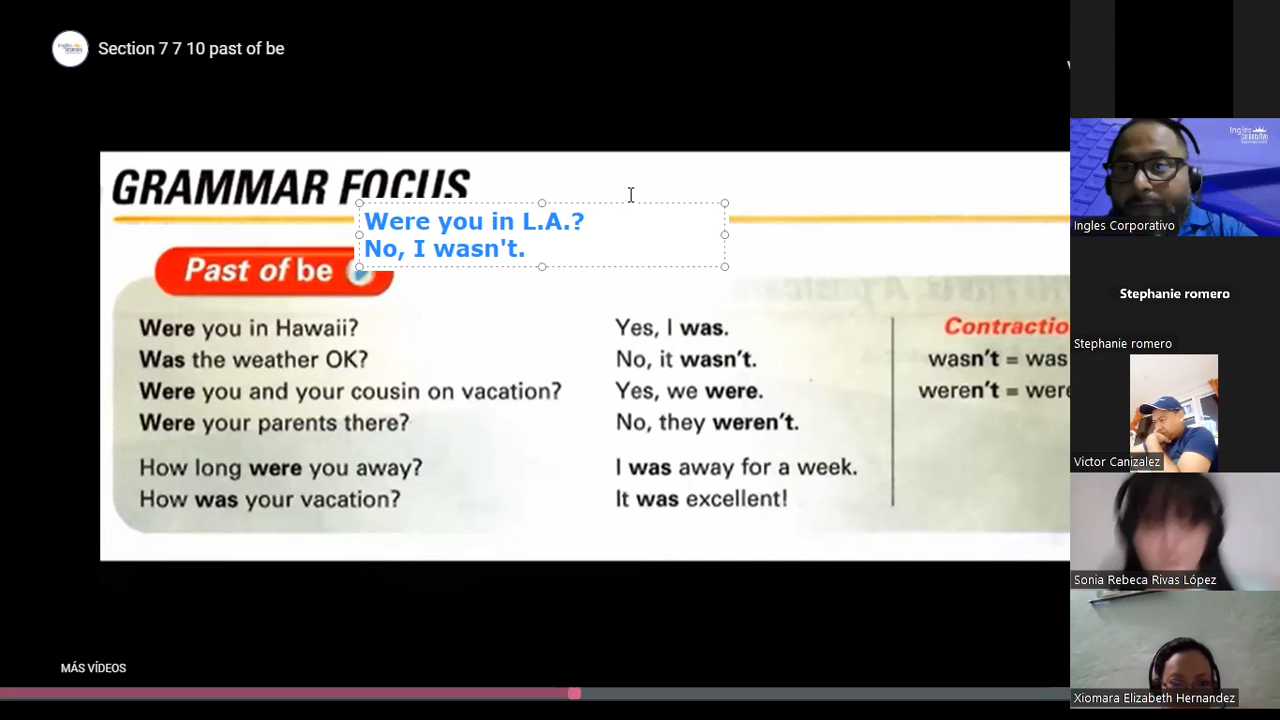 Section 7 7 10 past of be
GRAMMAR FOCUS
Were you in L.A.?
No, I wasn't.
Past of be
Were you in Hawaii? Yes, I was.
Was the weather OK? No, it wasn't.
Were you and your cousin on vacation? Yes, we were.
Were your parents there? No, they weren't.
How long were you away? I was away for a week.
How was your vacation? It was excellent!
Contractio
wasn't = was
weren't = were
MÁS VÍDEOS
Ingles Corporativo
Stephanie romero
Stephanie romero
Victor Canizalez
Sonia Rebeca Rivas López
Xiomara Elizabeth Hernandez